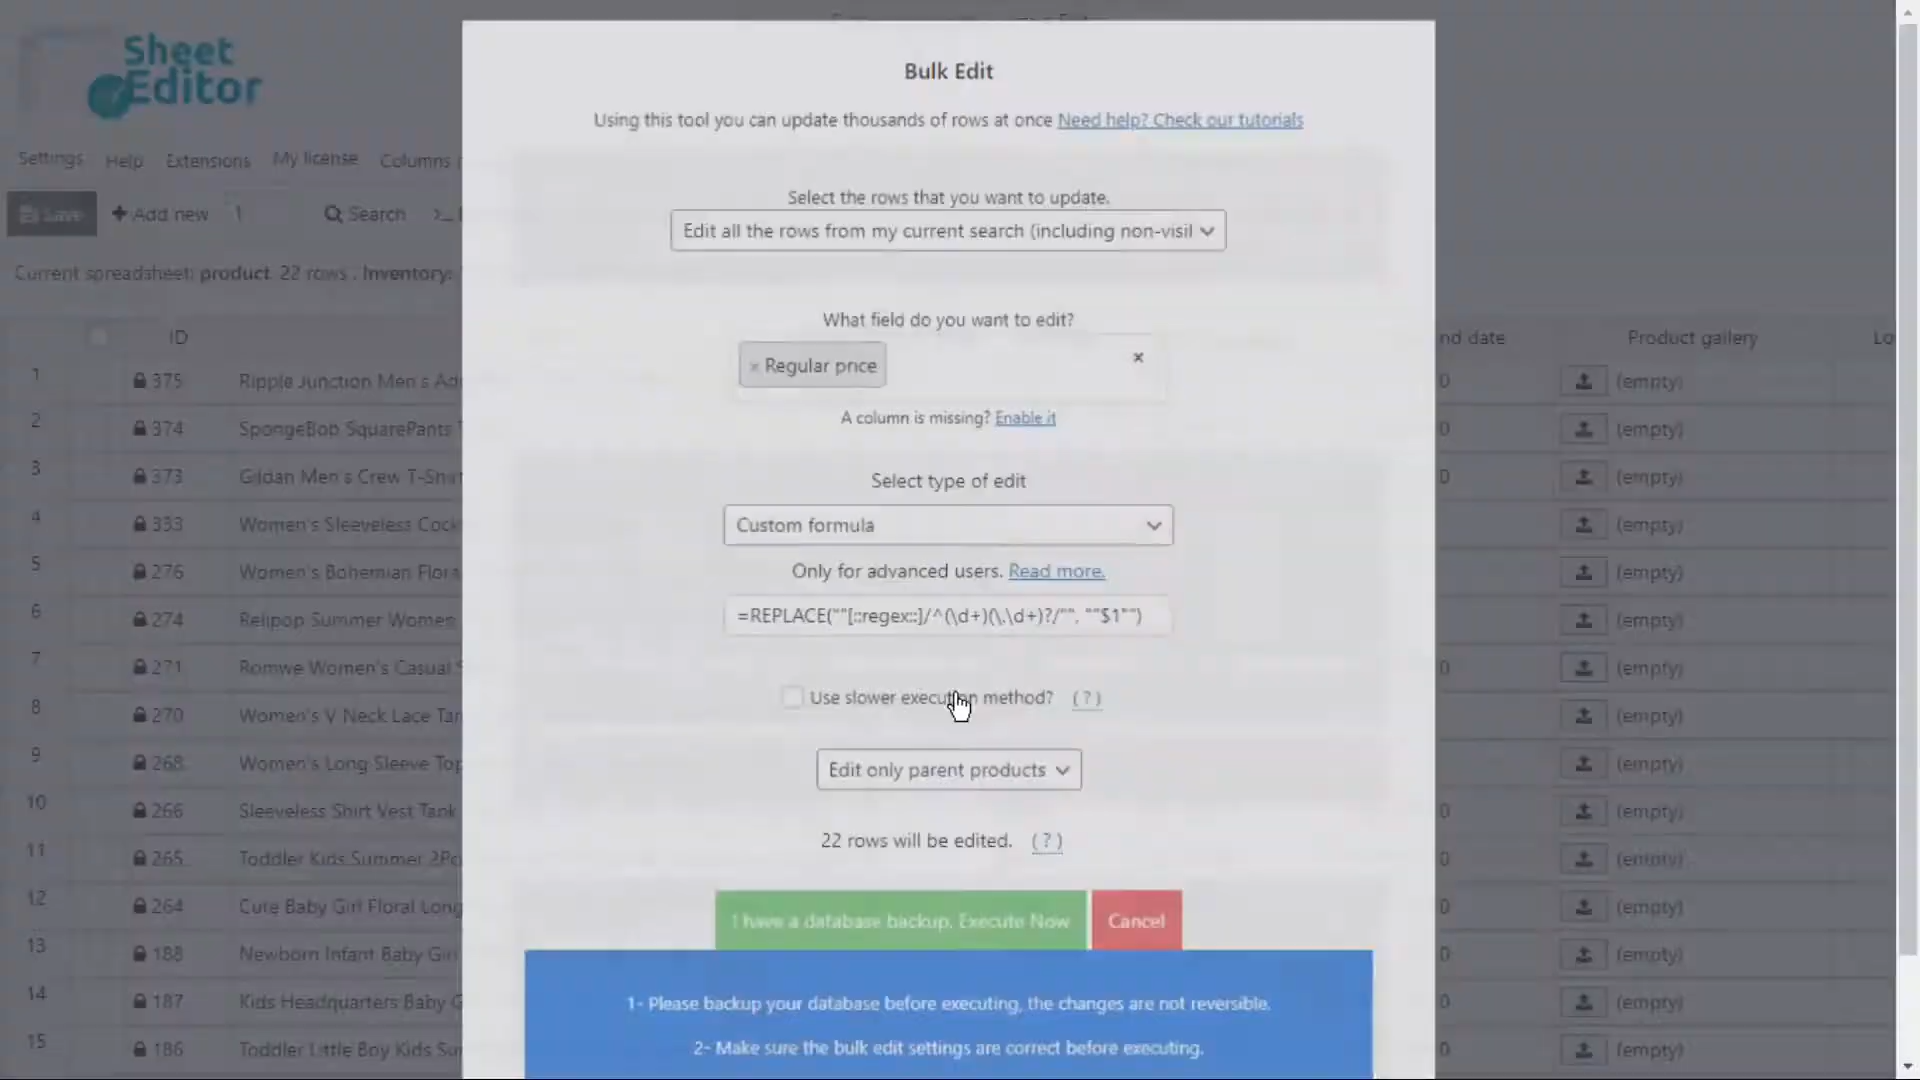 Sheet
Editor
Settings Help Extensions My license Columns
Save + Add new 1 Search
Current spreadsheet: product. 22 rows . Inventory:
ID
1 375 Ripple Junction Men's Ad
2 374 SpongeBob SquarePants
3 373 Gildan Men's Crew T-Shirt
4 333 Women's Sleeveless Cock
5 276 Women's Bohemian Flora
6 274 Relipop Summer Women
7 271 Romwe Women's Casual S
8 270 Women's V Neck Lace Tan
9 268 Women's Long Sleeve Top
10 266 Sleeveless Shirt Vest Tank
11 265 Toddler Kids Summer 2Pc
12 264 Cute Baby Girl Floral Long
13 188 Newborn Infant Baby Girl
14 187 Kids Headquarters Baby G
15 186 Toddler Little Boy Kids Su
Bulk Edit
Using this tool you can update thousands of rows at once Need help? Check our tutorials
Select the rows that you want to update.
Edit all the rows from my current search (including non-visil
What field do you want to edit?
× Regular price ×
A column is missing? Enable it
Select type of edit
Custom formula
Only for advanced users. Read more.
=REPLACE(""[::regex::]/^(\d+)(\.\d+)?/"", ""$1"")
Use slower execution method? (?)
Edit only parent products
22 rows will be edited. (?)
I have a database backup, Execute Now Cancel
1- Please backup your database before executing, the changes are not reversible.
2- Make sure the bulk edit settings are correct before executing.
nd date Product gallery Lo
0 (empty)
0 (empty)
0 (empty)
(empty)
(empty)
(empty)
0 (empty)
(empty)
(empty)
0 (empty)
0 (empty)
0 (empty)
0 (empty)
0 (empty)
0 (empty)